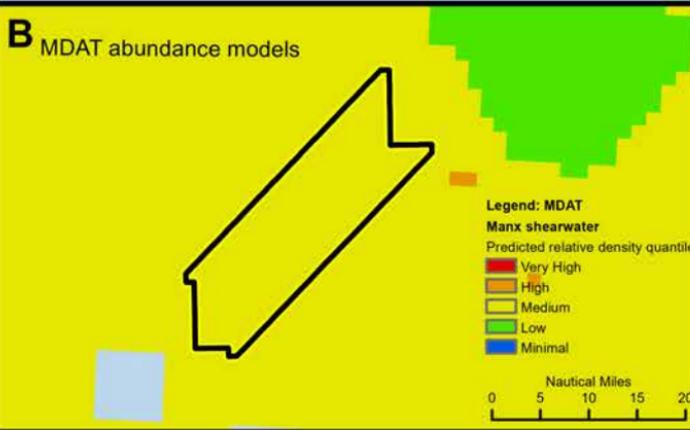 B MDAT abundance models
Legend: MDAT
Manx shearwater
Predicted relative density quantile
Very High
High
Medium
Low
Minimal
Nautical Miles
0 5 10 15 20